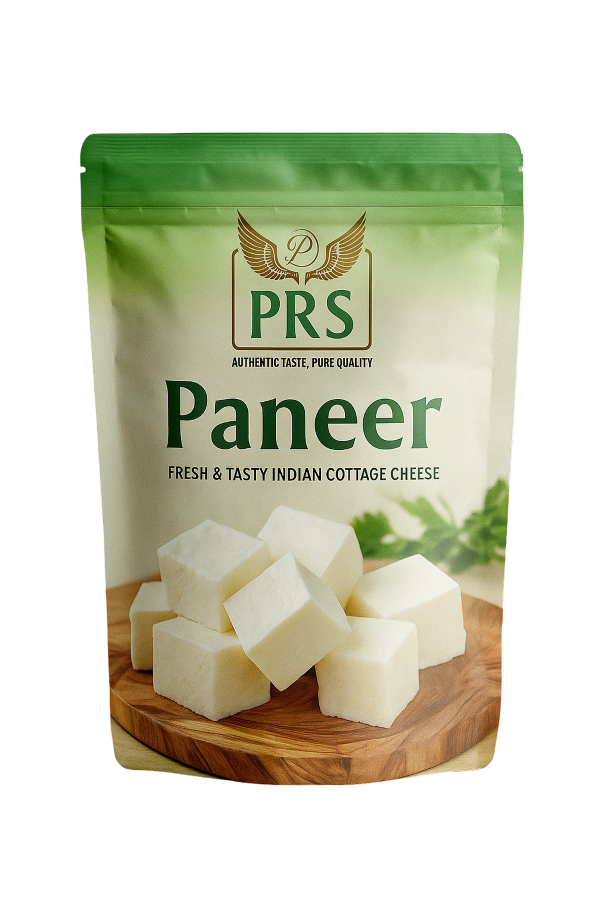 P
PRS
AUTHENTIC TASTE, PURE QUALITY
Paneer
FRESH & TASTY INDIAN COTTAGE CHEESE